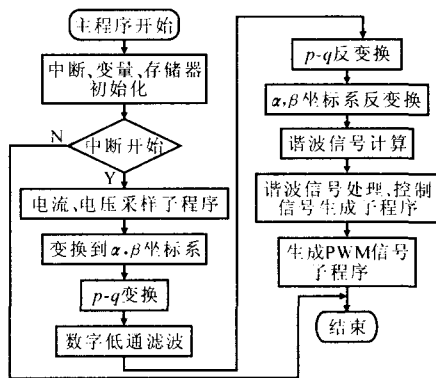 主程序开始
中断、变量、存储器
初始化
N
中断开始
Y
电流、电压采样子程序
变换到α,β坐标系
p-q变换
数字低通滤波
p-q反变换
α,β坐标系反变换
谐波信号计算
谐波信号处理、控制
信号生成子程序
生成PWM信号
子程序
结束